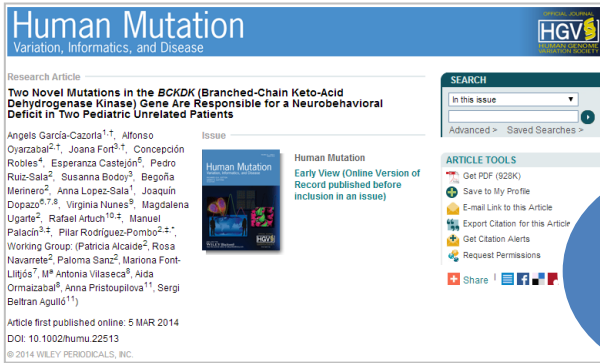 Human Mutation
Variation, Informatics, and Disease
OFFICIAL JOURNAL
HGVS
HUMAN GENOME
VARIATION SOCIETY
Research Article
Two Novel Mutations in the BCKDK (Branched-Chain Keto-Acid
Dehydrogenase Kinase) Gene Are Responsible for a Neurobehavioral
Deficit in Two Pediatric Unrelated Patients
Angels García-Cazorla1,†, Alfonso
Oyarzabal2,†, Joana Fort3,†, Concepción
Robles4, Esperanza Castejón5, Pedro
Ruiz-Sala2, Susanna Bodoy3, Begoña
Merinero2, Anna Lopez-Sala1, Joaquín
Dopazo6,7,8, Virginia Nunes9, Magdalena
Ugarte2, Rafael Artuch10,‡, Manuel
Palacín3,‡, Pilar Rodríguez-Pombo2,‡,*,
Working Group: (Patricia Alcaide2, Rosa
Navarrete2, Paloma Sanz2, Mariona Font-
Llitjós7, Mª Antonia Vilaseca8, Aida
Ormaizabal8, Anna Pristoupilova11, Sergi
Beltran Agulló11)
Issue
Human Mutation
HGVS
Human Mutation
Early View (Online Version of
Record published before
inclusion in an issue)
Article first published online: 5 MAR 2014
DOI: 10.1002/humu.22513
© 2014 WILEY PERIODICALS, INC.
SEARCH
In this issue
Advanced > Saved Searches >
ARTICLE TOOLS
Get PDF (928K)
Save to My Profile
E-mail Link to this Article
Export Citation for this Article
Get Citation Alerts
Request Permissions
Share